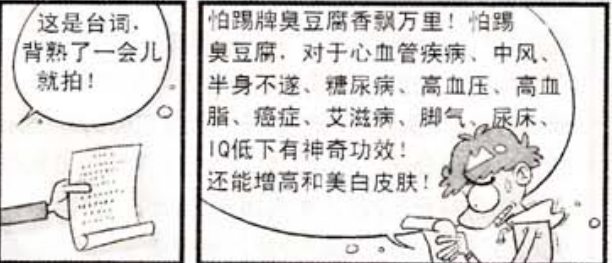 这是台词.
背熟了一会儿
就拍！
怕踢牌臭豆腐香飘万里！怕踢
臭豆腐.对于心血管疾病、中风、
半身不遂、糖尿病、高血压、高血
脂、癌症、艾滋病、脚气、尿床、
IQ低下有神奇功效！
还能增高和美白皮肤！